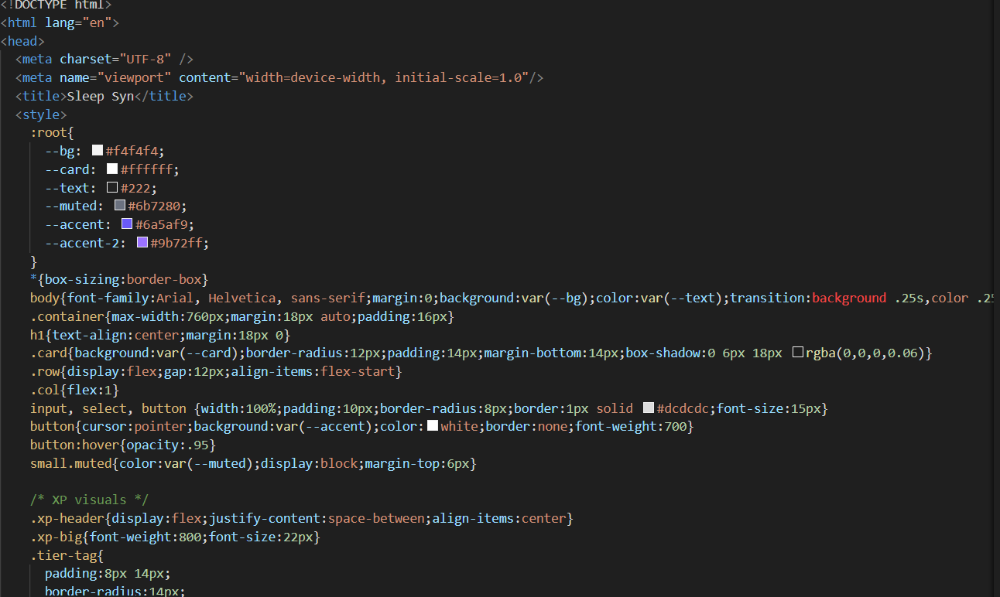 <!DOCTYPE html>
<html lang="en">
<head>
  <meta charset="UTF-8" />
  <meta name="viewport" content="width=device-width, initial-scale=1.0"/>
  <title>Sleep Syn</title>
  <style>
    :root{
      --bg: #f4f4f4;
      --card: #ffffff;
      --text: #222;
      --muted: #6b7280;
      --accent: #6a5af9;
      --accent-2: #9b72ff;
    }
    *{box-sizing:border-box}
    body{font-family:Arial, Helvetica, sans-serif;margin:0;background:var(--bg);color:var(--text);transition:background .25s,color .25
    .container{max-width:760px;margin:18px auto;padding:16px}
    h1{text-align:center;margin:18px 0}
    .card{background:var(--card);border-radius:12px;padding:14px;margin-bottom:14px;box-shadow:0 6px 18px rgba(0,0,0,0.06)}
    .row{display:flex;gap:12px;align-items:flex-start}
    .col{flex:1}
    input, select, button {width:100%;padding:10px;border-radius:8px;border:1px solid #dcdcdc;font-size:15px}
    button{cursor:pointer;background:var(--accent);color:white;border:none;font-weight:700}
    button:hover{opacity:.95}
    small.muted{color:var(--muted);display:block;margin-top:6px}

    /* XP visuals */
    .xp-header{display:flex;justify-content:space-between;align-items:center}
    .xp-big{font-weight:800;font-size:22px}
    .tier-tag{
      padding:8px 14px;
      border-radius:14px;